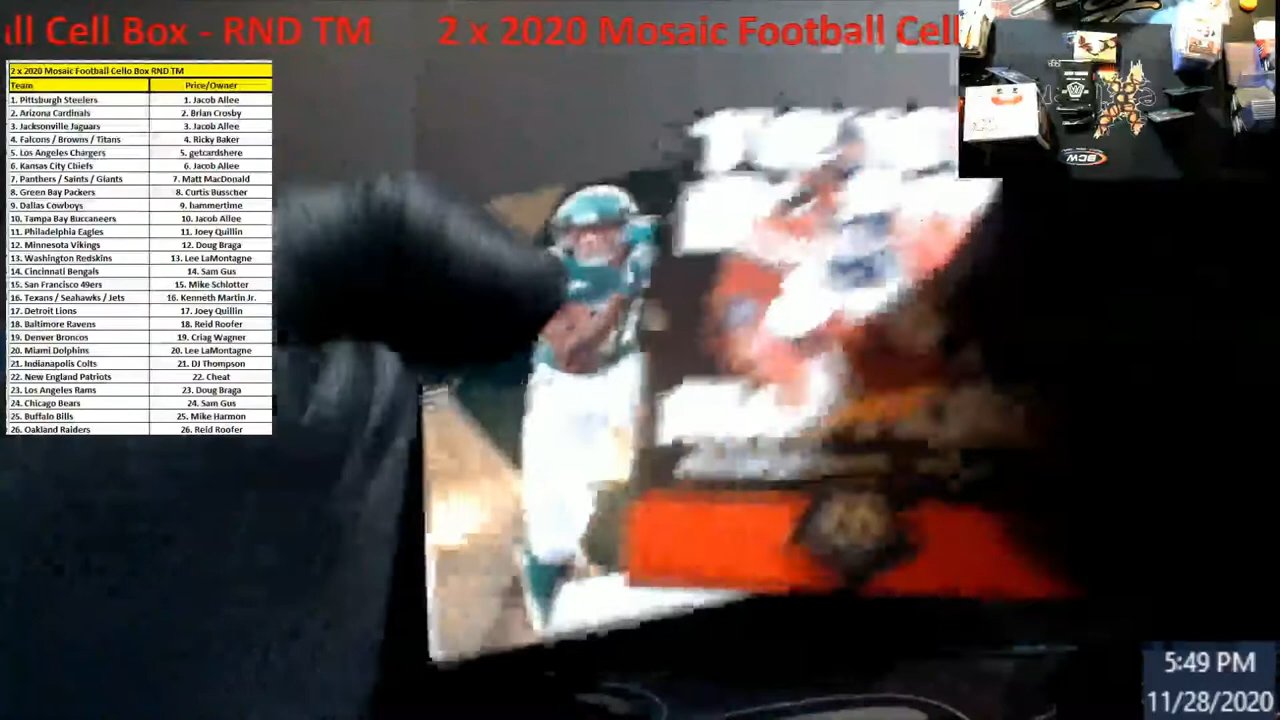 ll Cell Box - RND TM 2 x 2020 Mosaic Football Cell
2 x 2020 Mosaic Football Cello Box RND TM
Team Price/Owner
1. Pittsburgh Steelers 1. Jacob Allee
2. Arizona Cardinals 2. Brian Crosby
3. Jacksonville Jaguars 3. Jacob Allee
4. Falcons / Browns / Titans 4. Ricky Baker
5. Los Angeles Chargers 5. getcardshere
6. Kansas City Chiefs 6. Jacob Allee
7. Panthers / Saints / Giants 7. Matt MacDonald
8. Green Bay Packers 8. Curtis Busscher
9. Dallas Cowboys 9. hammertime
10. Tampa Bay Buccaneers 10. Jacob Allee
11. Philadelphia Eagles 11. Joey Quillin
12. Minnesota Vikings 12. Doug Braga
13. Washington Redskins 13. Lee LaMontagne
14. Cincinnati Bengals 14. Sam Gus
15. San Francisco 49ers 15. Mike Schlotter
16. Texans / Seahawks / Jets 16. Kenneth Martin Jr.
17. Detroit Lions 17. Joey Quillin
18. Baltimore Ravens 18. Reid Roofer
19. Denver Broncos 19. Criag Wagner
20. Miami Dolphins 20. Lee LaMontagne
21. Indianapolis Colts 21. DJ Thompson
22. New England Patriots 22. Cheat
23. Los Angeles Rams 23. Doug Braga
24. Chicago Bears 24. Sam Gus
25. Buffalo Bills 25. Mike Harmon
26. Oakland Raiders 26. Reid Roofer
BCW
5:49 PM
11/28/2020